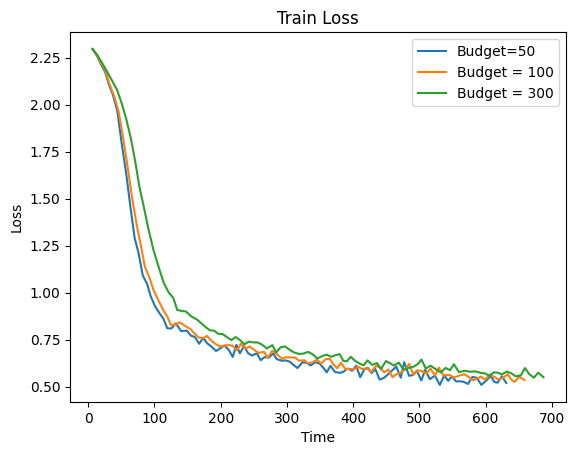 Train Loss
Budget=50
Budget = 100
Budget = 300
Loss
2.25
2.00
1.75
1.50
1.25
1.00
0.75
0.50
0 100 200 300 400 500 600 700
Time